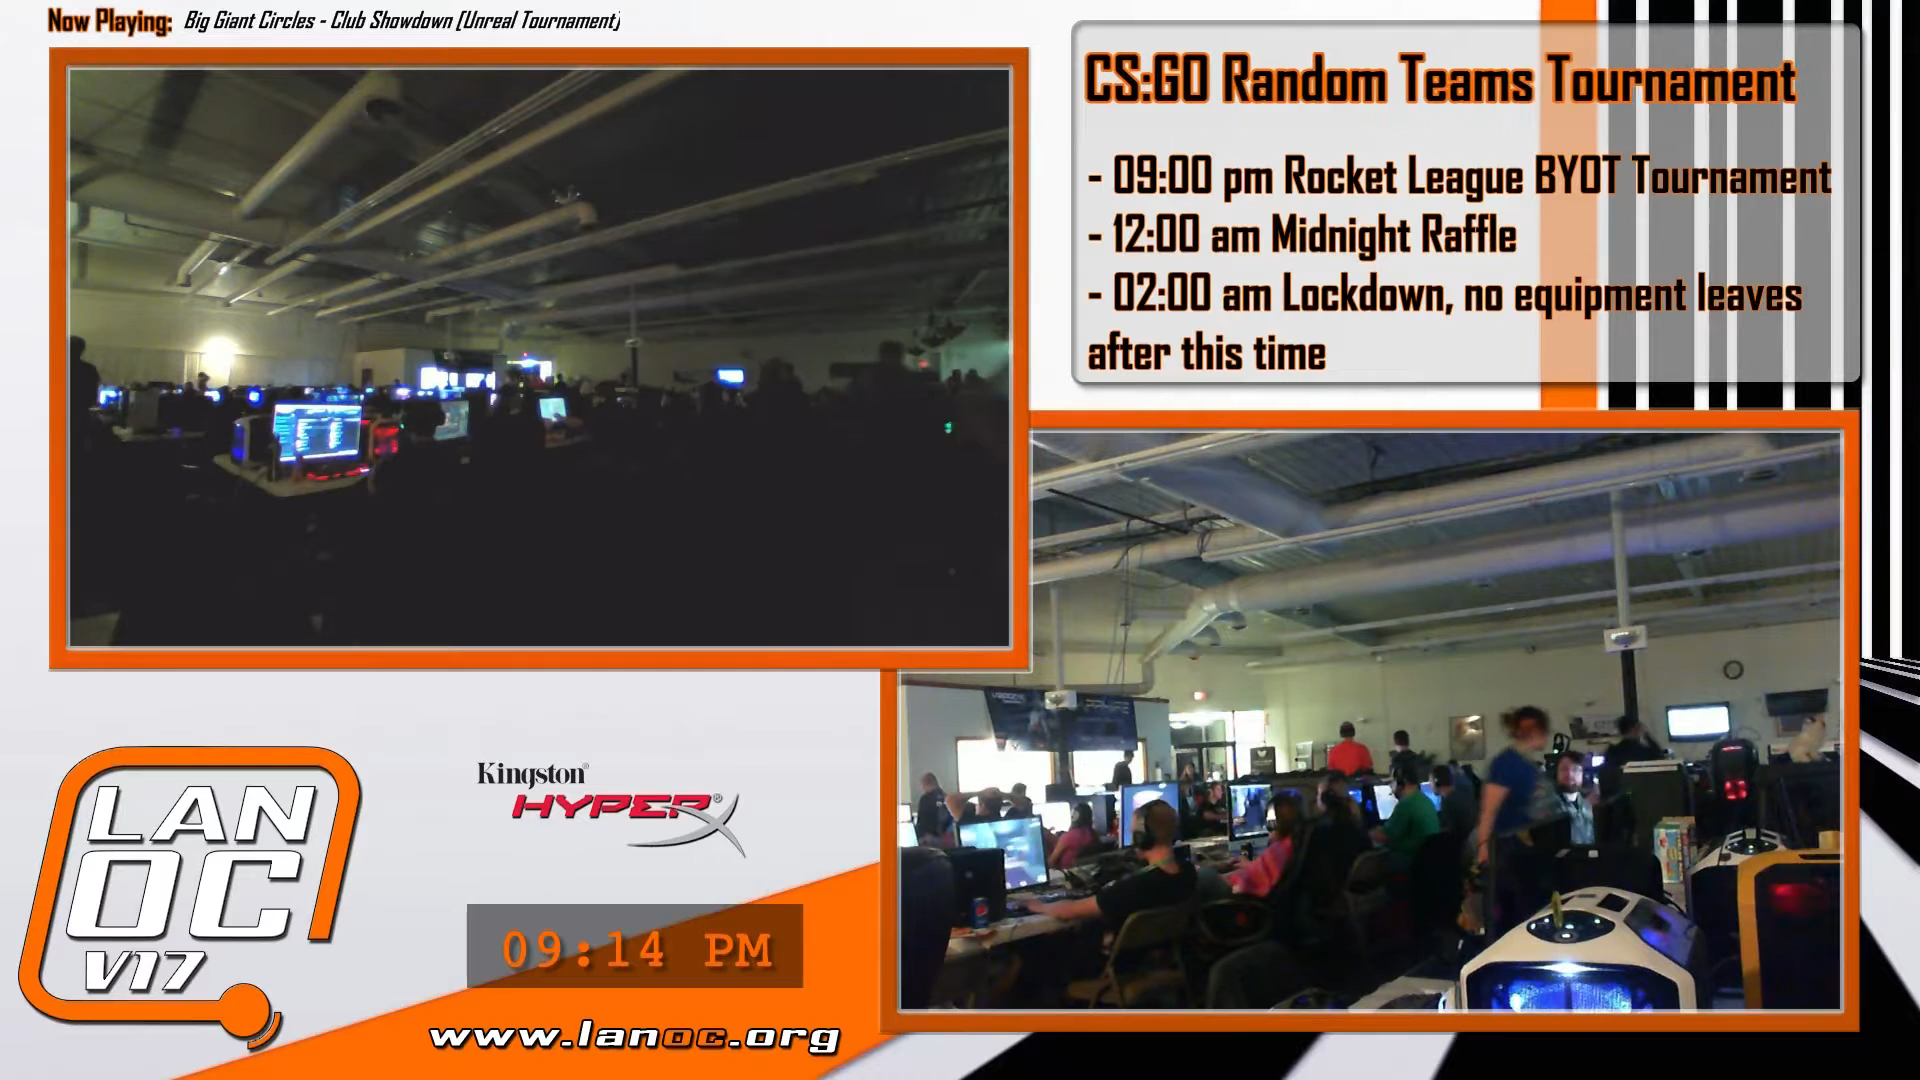 Now Playing: Big Giant Circles - Club Showdown [Unreal Tournament]
CS:GO Random Teams Tournament
- 09:00 pm Rocket League BYOT Tournament
- 12:00 am Midnight Raffle
- 02:00 am Lockdown, no equipment leaves
after this time
LAN
OC
V17
Kingston®
HYPERX®
09:14 PM
www.lanoc.org